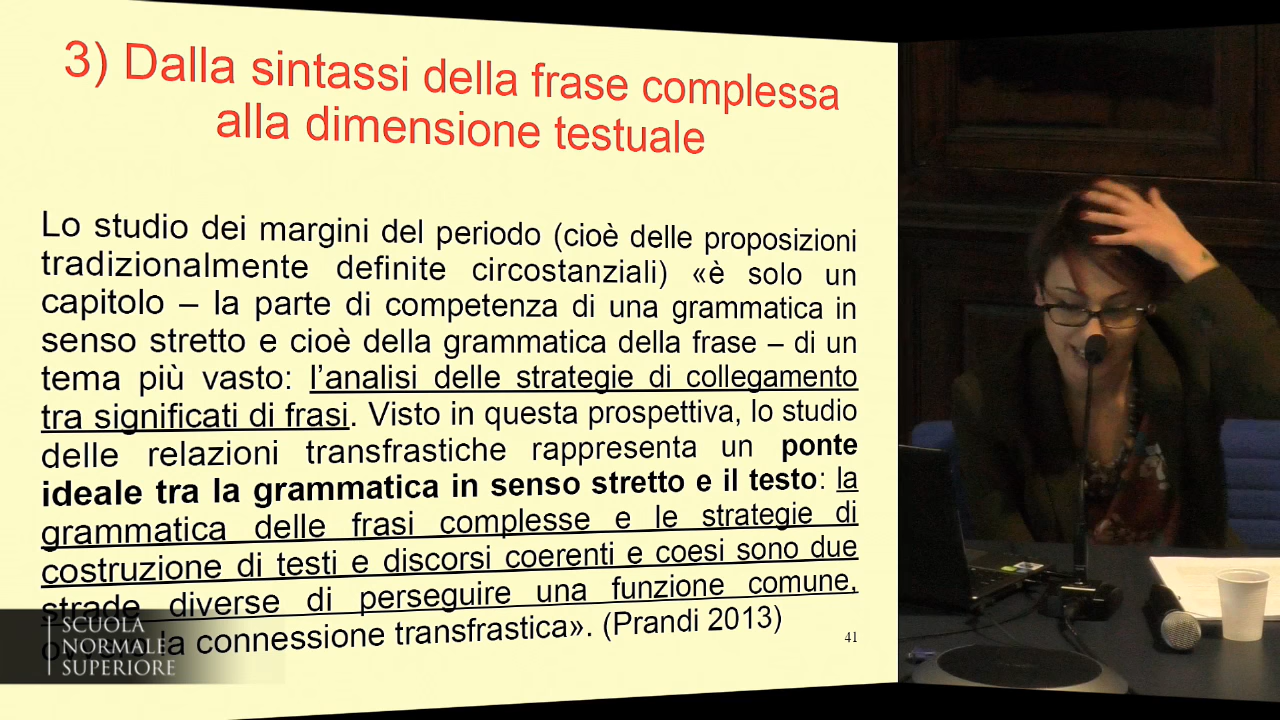 3) Dalla sintassi della frase complessa
alla dimensione testuale
Lo studio dei margini del periodo (cioè delle proposizioni
tradizionalmente definite circostanziali) «è solo un
capitolo – la parte di competenza di una grammatica in
senso stretto e cioè della grammatica della frase – di un
tema più vasto: l’analisi delle strategie di collegamento
tra significati di frasi. Visto in questa prospettiva, lo studio
delle relazioni transfrastiche rappresenta un ponte
ideale tra la grammatica in senso stretto e il testo: la
grammatica delle frasi complesse e le strategie di
costruzione di testi e discorsi coerenti e coesi sono due
strade diverse di perseguire una funzione comune,
la connessione transfrastica». (Prandi 2013)
41
SCUOLA
NORMALE
SUPERIORE